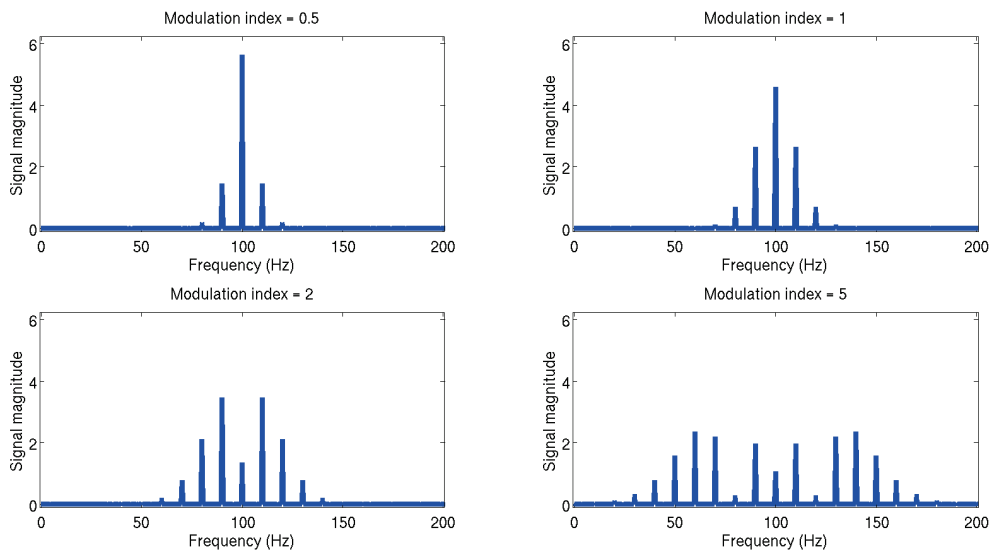 Modulation index = 0.5
Signal magnitude
6
4
2
0
0 50 100 150 200
Frequency (Hz)
Modulation index = 1
Signal magnitude
6
4
2
0
0 50 100 150 200
Frequency (Hz)
Modulation index = 2
Signal magnitude
6
4
2
0
0 50 100 150 200
Frequency (Hz)
Modulation index = 5
Signal magnitude
6
4
2
0
0 50 100 150 200
Frequency (Hz)